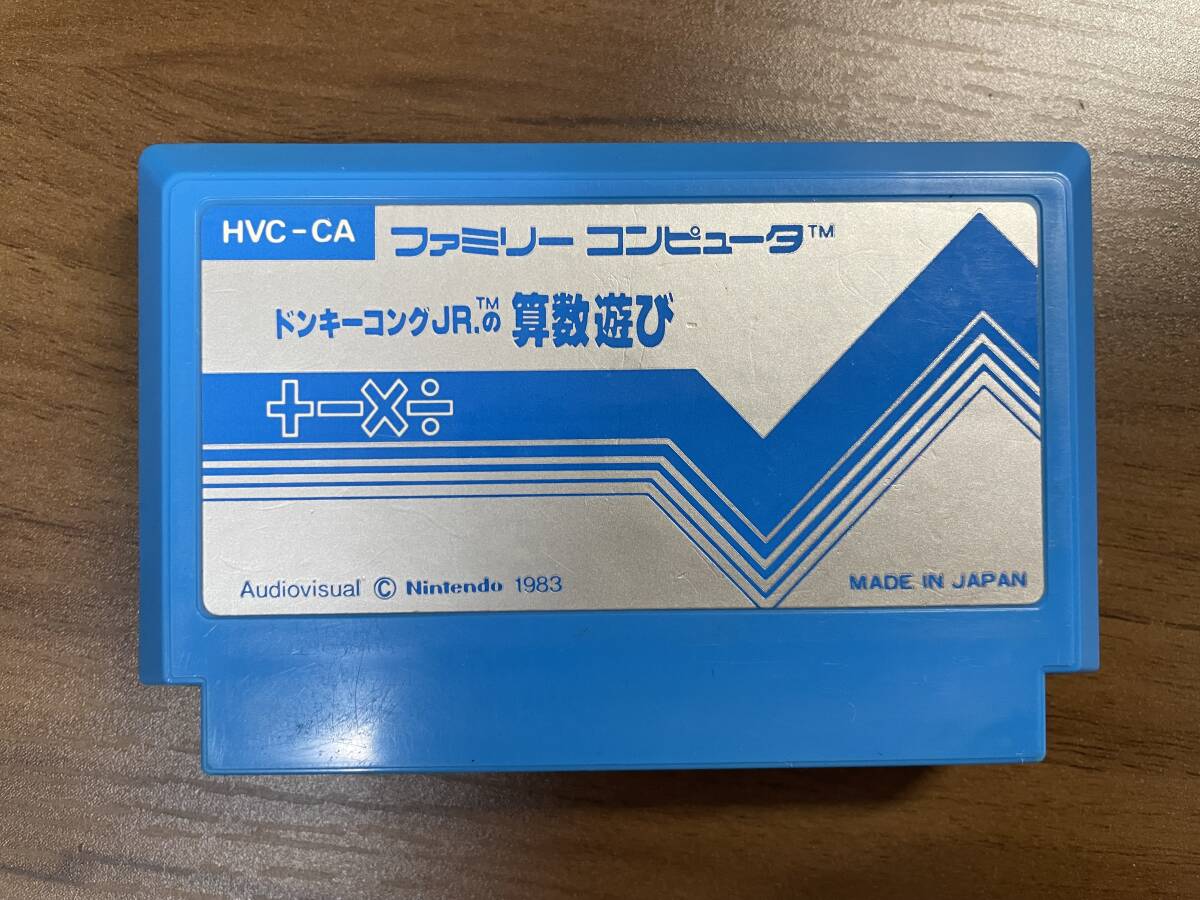 HVC-CA ファミリー コンピュータ™
ドンキーコングJR.™の 算数遊び
+−×÷
Audiovisual © Nintendo 1983
MADE IN JAPAN